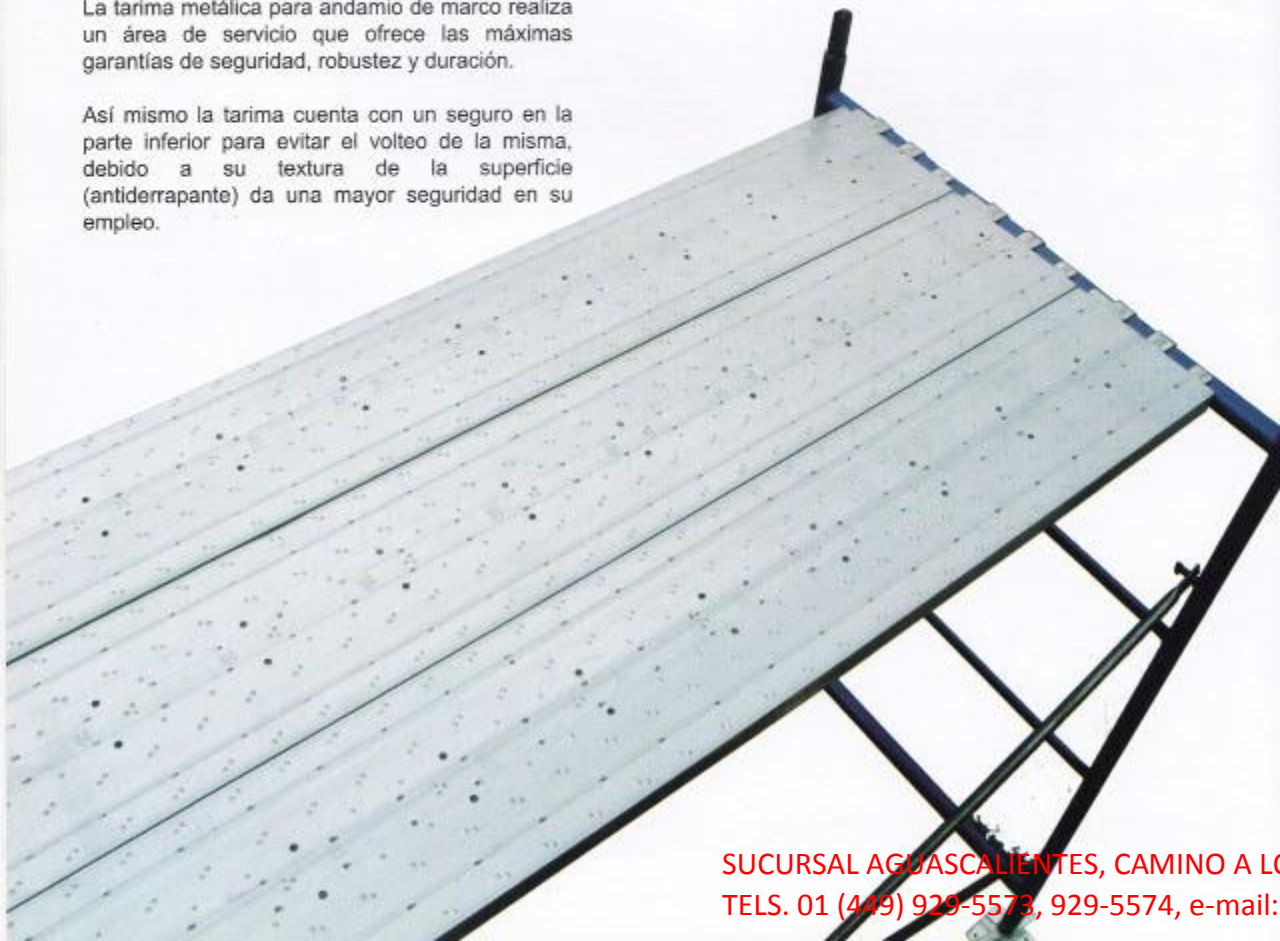 La tarima metálica para andamio de marco realiza
un área de servicio que ofrece las máximas
garantías de seguridad, robustez y duración.
Así mismo la tarima cuenta con un seguro en la
parte inferior para evitar el volteo de la misma,
debido a su textura de la superficie
(antiderrapante) da una mayor seguridad en su
empleo.
SUCURSAL AGUASCALIENTES, CAMINO A LO
TELS. 01 (449) 929-5573, 929-5574, e-mail: